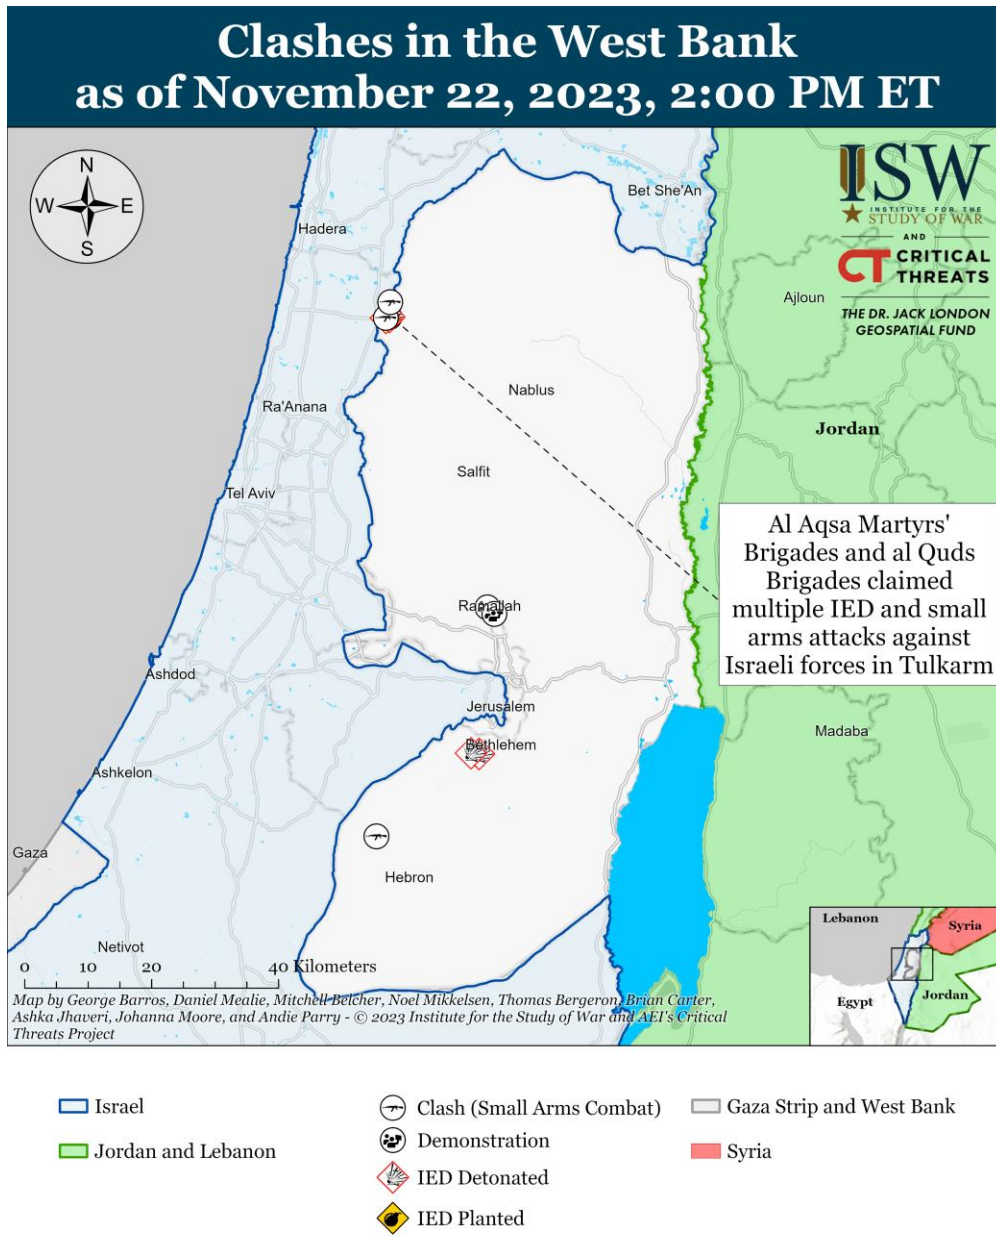 Clashes in the West Bank
as of November 22, 2023, 2:00 PM ET
N
W
E
S
ISW
INSTITUTE FOR THE
STUDY OF WAR
AND
CT CRITICAL
THREATS
THE DR. JACK LONDON
GEOSPATIAL FUND
Bet She'An
Hadera
Ajloun
Nablus
Ra'Anana
Jordan
Salfit
Tel Aviv
Al Aqsa Martyrs'
Brigades and al Quds
Brigades claimed
multiple IED and small
arms attacks against
Israeli forces in Tulkarm
Ramallah
Ashdod
Jerusalem
Madaba
Bethlehem
Ashkelon
Gaza
Hebron
Netivot
Lebanon
Syria
Egypt
Jordan
0 10 20 40 Kilometers
Map by George Barros, Daniel Mealie, Mitchell Belcher, Noel Mikkelsen, Thomas Bergeron, Brian Carter,
Ashka Jhaveri, Johanna Moore, and Andie Parry - © 2023 Institute for the Study of War and AEI's Critical
Threats Project
Israel
Jordan and Lebanon
Clash (Small Arms Combat)
Demonstration
IED Detonated
IED Planted
Gaza Strip and West Bank
Syria